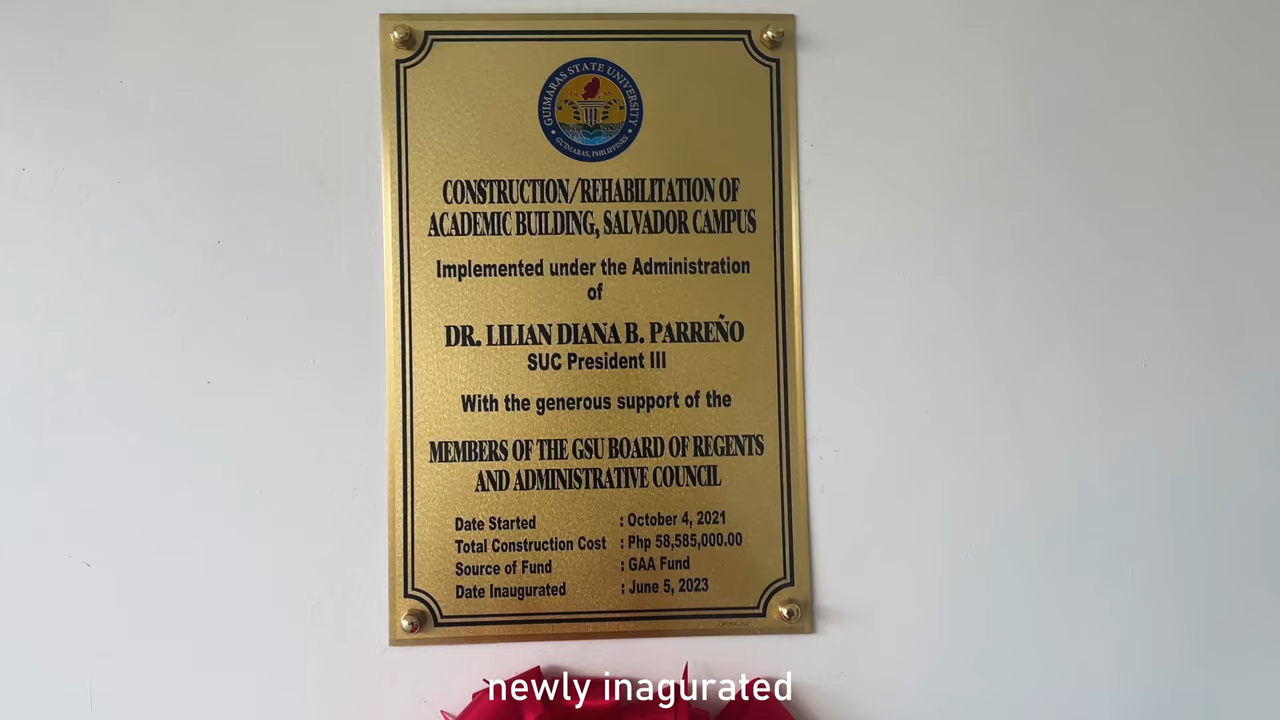 GUIMARAS STATE UNIVERSITY
GUIMARAS, PHILIPPINES
CONSTRUCTION/REHABILITATION OF
ACADEMIC BUILDING, SALVADOR CAMPUS
Implemented under the Administration
of
DR. LILIAN DIANA B. PARREÑO
SUC President III
With the generous support of the
MEMBERS OF THE GSU BOARD OF REGENTS
AND ADMINISTRATIVE COUNCIL
Date Started : October 4, 2021
Total Construction Cost : Php 58,585,000.00
Source of Fund : GAA Fund
Date Inaugurated : June 5, 2023
newly inagurated